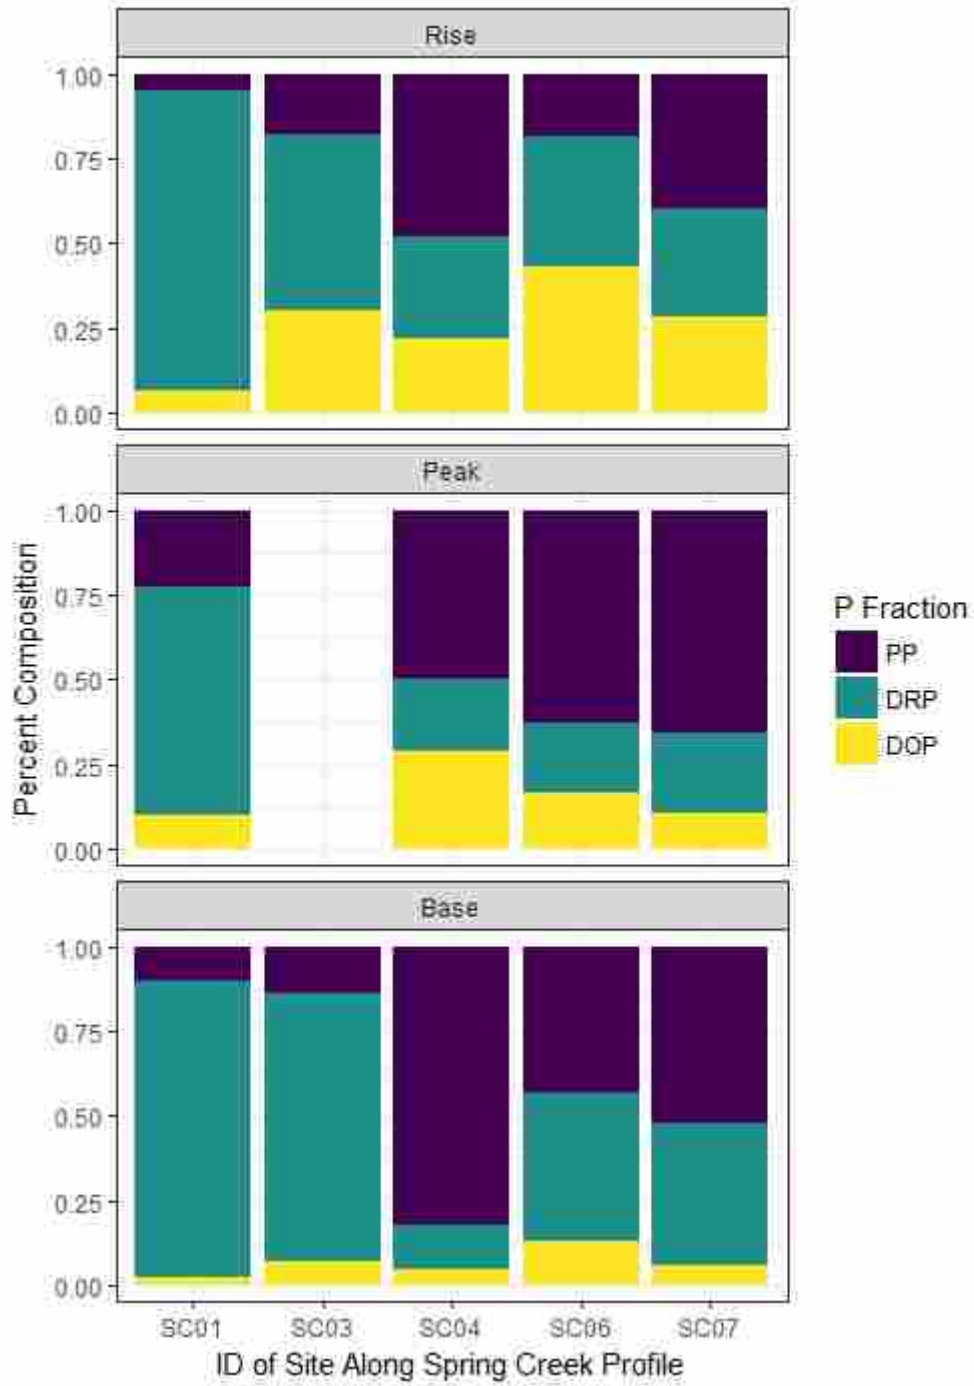 Rise
1.00
0.75
0.50
0.25
0.00
Peak
1.00
0.75
0.50
0.25
0.00
Percent Composition
P Fraction
PP
DRP
DOP
Base
1.00
0.75
0.50
0.25
0.00
SC01 SC03 SC04 SC06 SC07
ID of Site Along Spring Creek Profile